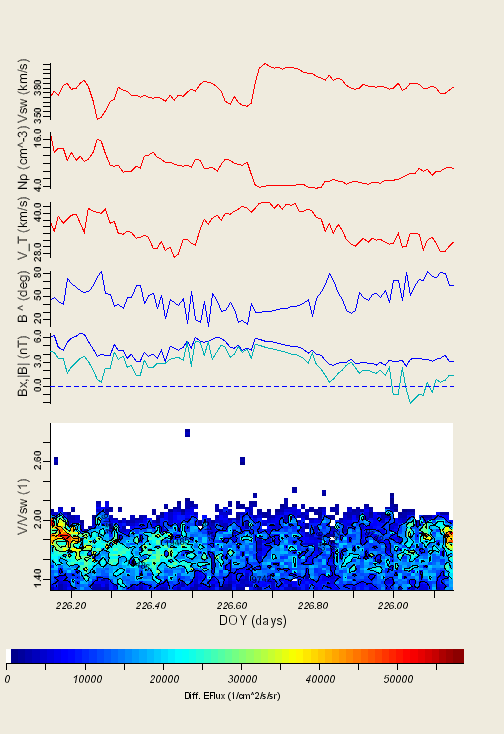 Vsw (km/s)
380
350
Np (cm^-3)
16.0
4.0
V_T (km/s)
40.0
28.0
B ^ (deg)
80
50
20
Bx,|B| (nT)
6.0
3.0
0.0
V/Vsw (1)
2.60
2.00
1.40
226.20 226.40 226.60 226.80 226.00
DOY (days)
0 10000 20000 30000 40000 50000
Diff. EFlux (1/cm^2/s/sr)